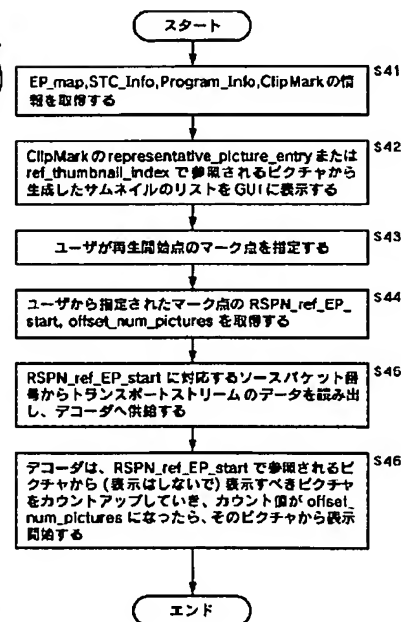 スタート
EP_map,STC_Info,Program_Info,ClipMarkの情
報を取得する
S41
ClipMarkのrepresentative_picture_entryまたは
ref_thumbnail_indexで参照されるピクチャから
生成したサムネイルのリストをGUIに表示する
S42
ユーザが再生開始点のマーク点を指定する
S43
ユーザから指定されたマーク点のRSPN_ref_EP_
start, offset_num_picturesを取得する
S44
RSPN_ref_EP_startに対応するソースパケット番
号からトランスポートストリームのデータを読み出
し、デコーダへ供給する
S45
デコーダは、RSPN_ref_EP_startで参照されるピ
クチャから(表示はしないで)表示すべきピクチャ
をカウントアップしていき、カウント値がoffset_
num_picturesになったら、そのピクチャから表示
開始する
S46
エンド